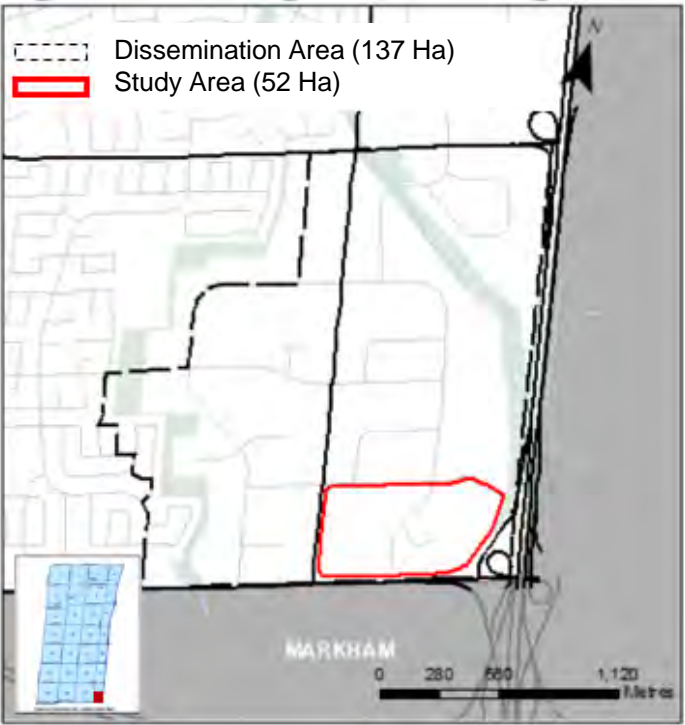 Dissemination Area (137 Ha)
Study Area (52 Ha)
N
MARKHAM
0 280 560 1,120
Metres